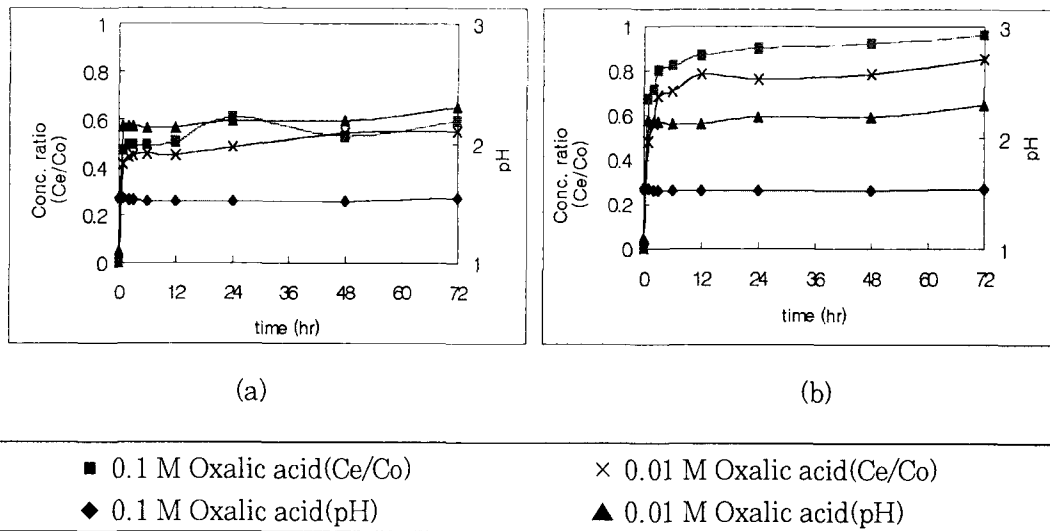 1
0.8
0.6
0.4
0.2
0
Conc. ratio
(Ce/Co)
3
2
1
pH
0 12 24 36 48 60 72
time (hr)
(a)
1
0.8
0.6
0.4
0.2
0
Conc. ratio
(Ce/Co)
3
2
1
pH
0 12 24 36 48 60 72
time (hr)
(b)
■ 0.1 M Oxalic acid(Ce/Co)
× 0.01 M Oxalic acid(Ce/Co)
◆ 0.1 M Oxalic acid(pH)
▲ 0.01 M Oxalic acid(pH)